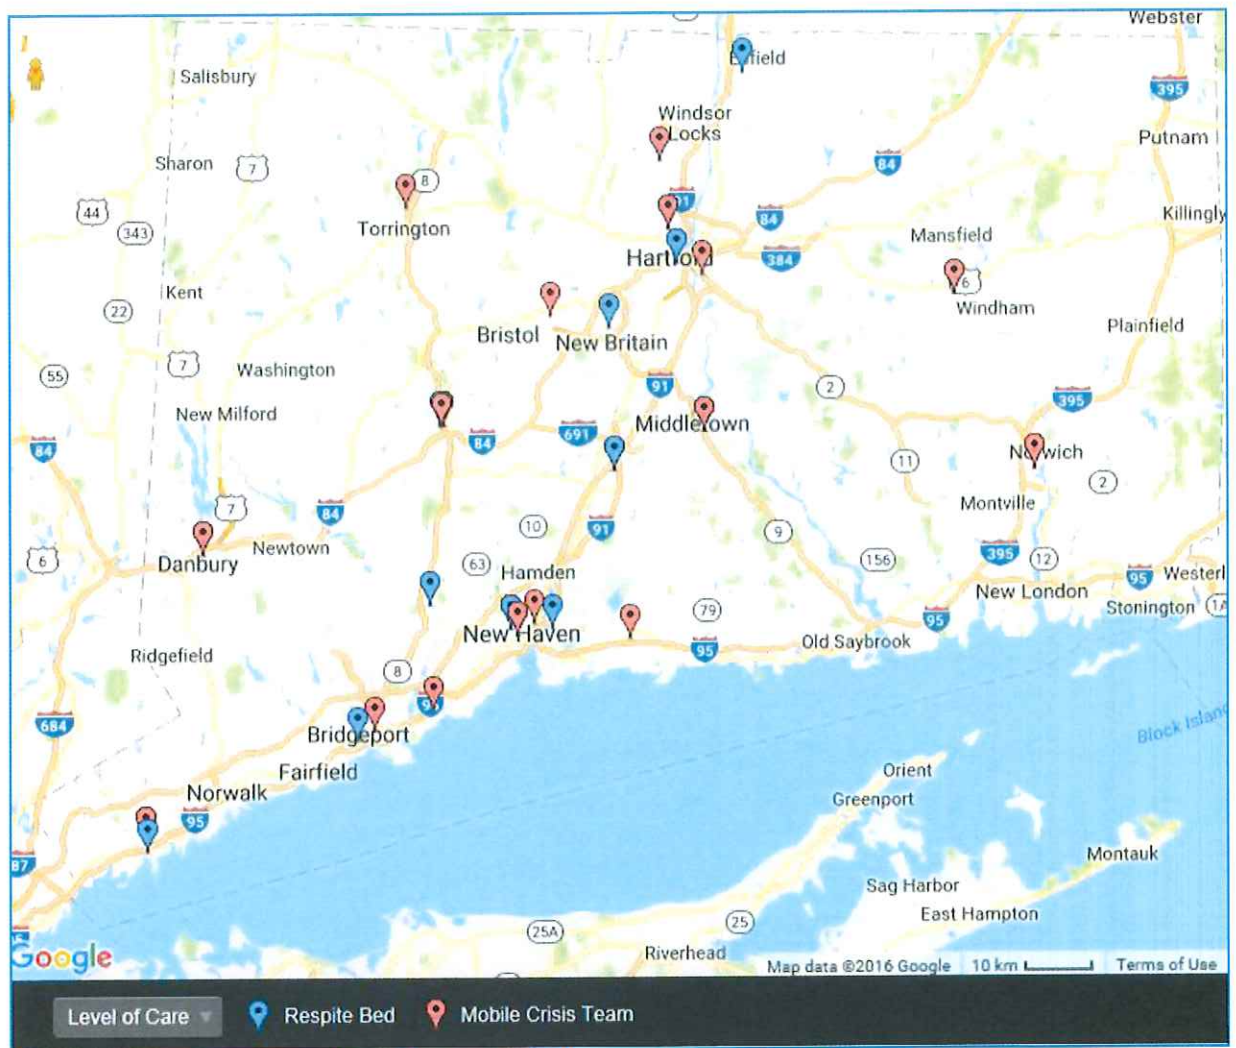 Webster
Enfield
Salisbury
395
Windsor
Locks
Putnam
Sharon
7
84
8
44
343
Torrington
91
84
Killingly
Mansfield
Hartford
384
6
Kent
22
Windham
Bristol
New Britain
Plainfield
7
Washington
55
91
2
395
New Milford
Middletown
84
84
691
Norwich
11
2
7
84
Montville
10
91
9
6
Newtown
Danbury
63
Hamden
156
395
12
95
Westerl
New London
79
Stonington
1A
New Haven
95
95
Old Saybrook
Ridgefield
8
95
684
Bridgeport
Block Island
Fairfield
Orient
Norwalk
Greenport
95
87
Montauk
Sag Harbor
East Hampton
25A
25
Riverhead
Google
Map data ©2016 Google 10 km Terms of Use
Level of Care Respite Bed Mobile Crisis Team